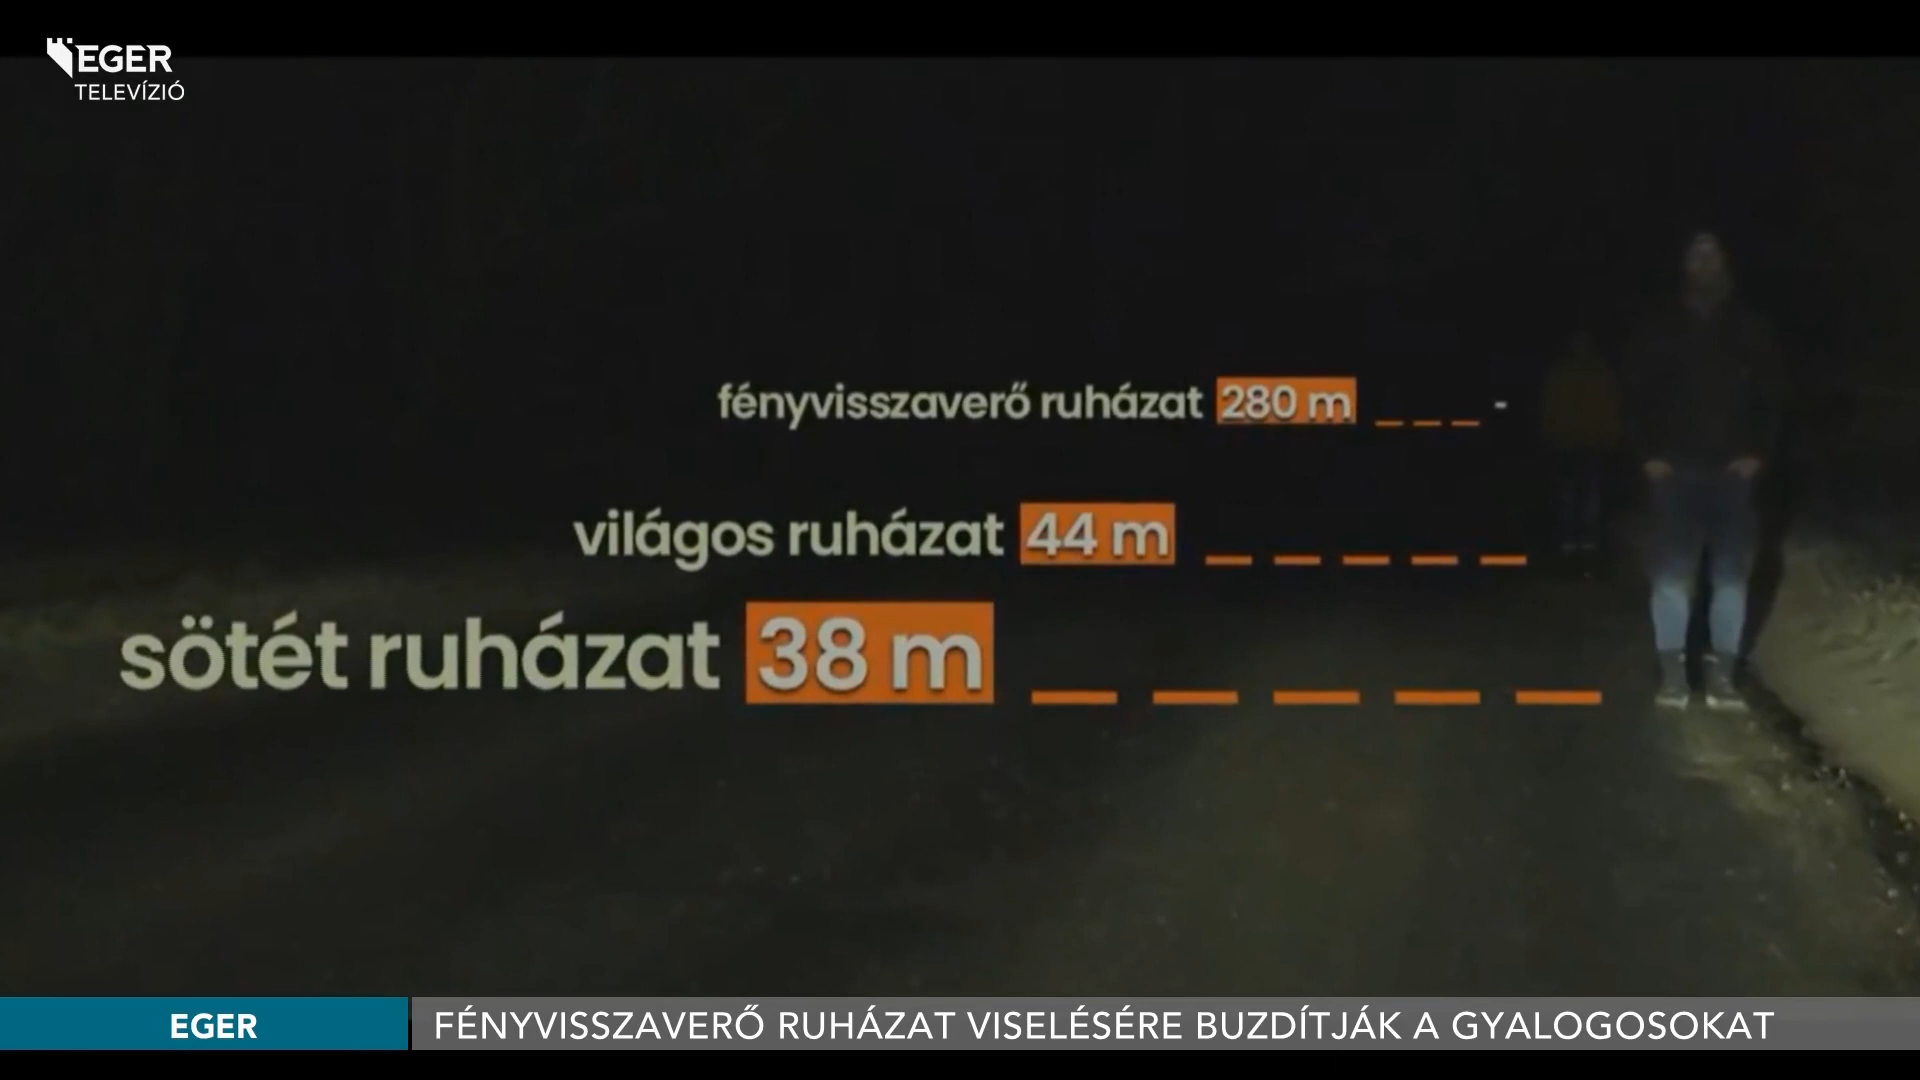 EGER
TELEVÍZIÓ
fényvisszaverő ruházat 280 m
világos ruházat 44 m
sötét ruházat 38 m
EGER
FÉNYVISSZAVERŐ RUHÁZAT VISELÉSÉRE BUZDÍTJÁK A GYALOGOSOKAT